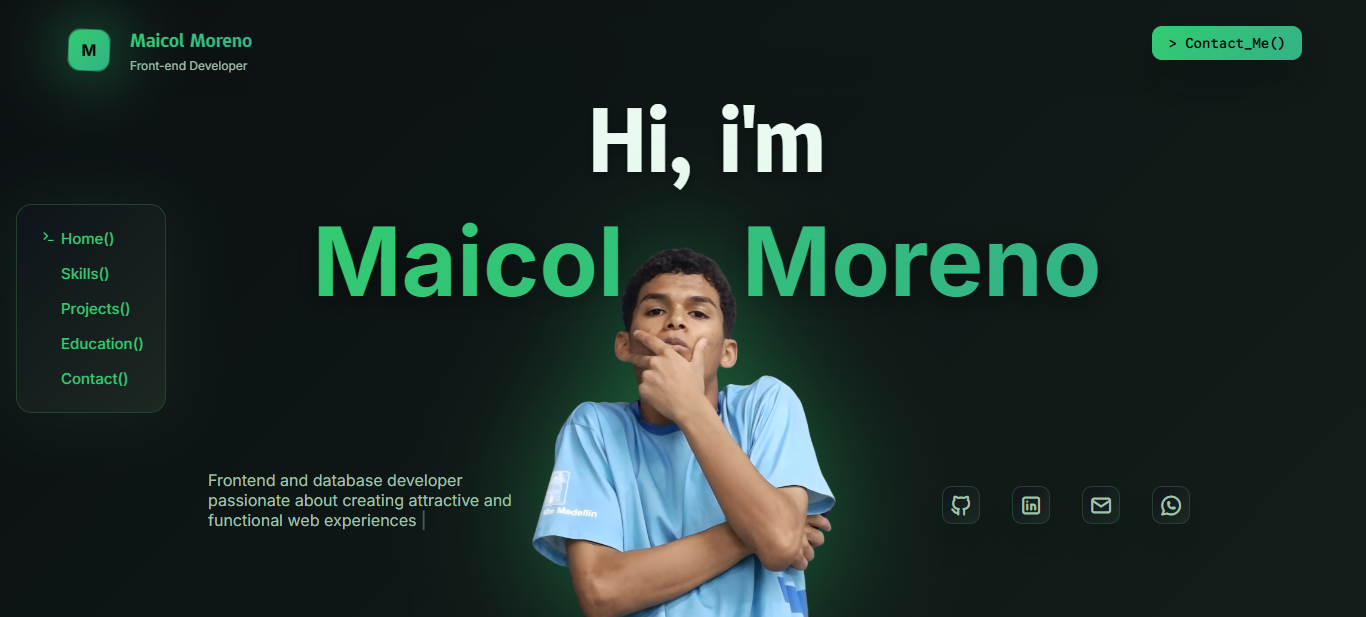 M
Maicol Moreno
Front-end Developer
> Contact_Me()
Hi, i'm
Maicol Moreno
Home()
Skills()
Projects()
Education()
Contact()
Frontend and database developer
passionate about creating attractive and
functional web experiences |
Medellín
in